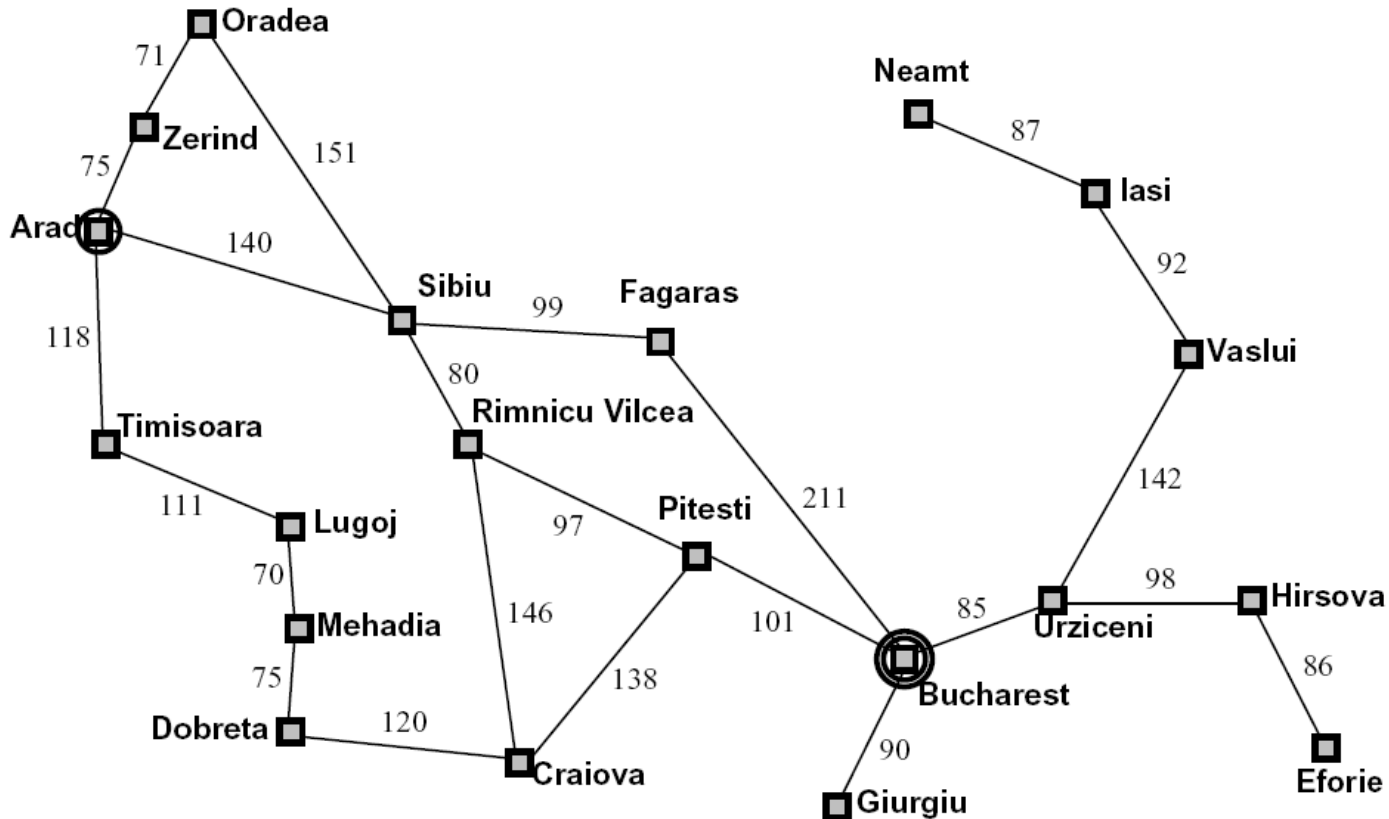 Oradea
71
Neamt
87
Zerind
151
75
Iasi
Arad
140
92
Sibiu
Fagaras
99
118
Vaslui
80
Timisoara
Rimnicu Vilcea
211
142
111
Lugoj
97
Pitesti
70
98
Hirsova
146
101
85
Mehadia
Urziceni
138
86
75
Bucharest
Dobreta
120
90
Craiova
Giurgiu
Eforie